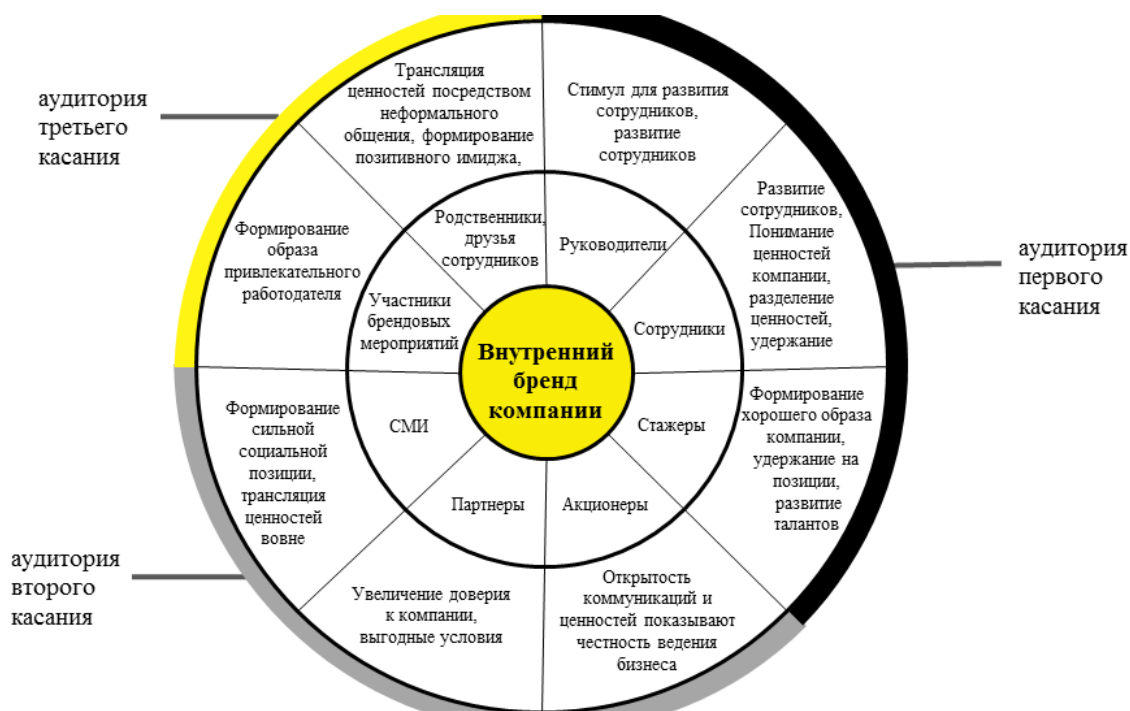 аудитория
третьего
касания
Трансляция
ценностей посредством
неформального
общения, формирование
позитивного имиджа,
Стимул для развития
сотрудников,
развитие
сотрудников
Формирование
образа
привлекательного
работодателя
Родственники,
друзья
сотрудников
Руководители
Развитие
сотрудников,
Понимание
ценностей
компании,
разделение
ценностей,
удержание
аудитория
первого
касания
Участники
брендовых
мероприятий
Сотрудники
Внутренний
бренд
компании
Формирование
сильной
социальной
позиции,
трансляция
ценностей
вовне
СМИ
Стажеры
Формирование
хорошего образа
компании,
удержание на
позиции,
развитие
талантов
Партнеры
Акционеры
аудитория
второго
касания
Увеличение доверия
к компании,
выгодные условия
Открытость
коммуникаций и
ценностей показывают
честность ведения
бизнеса